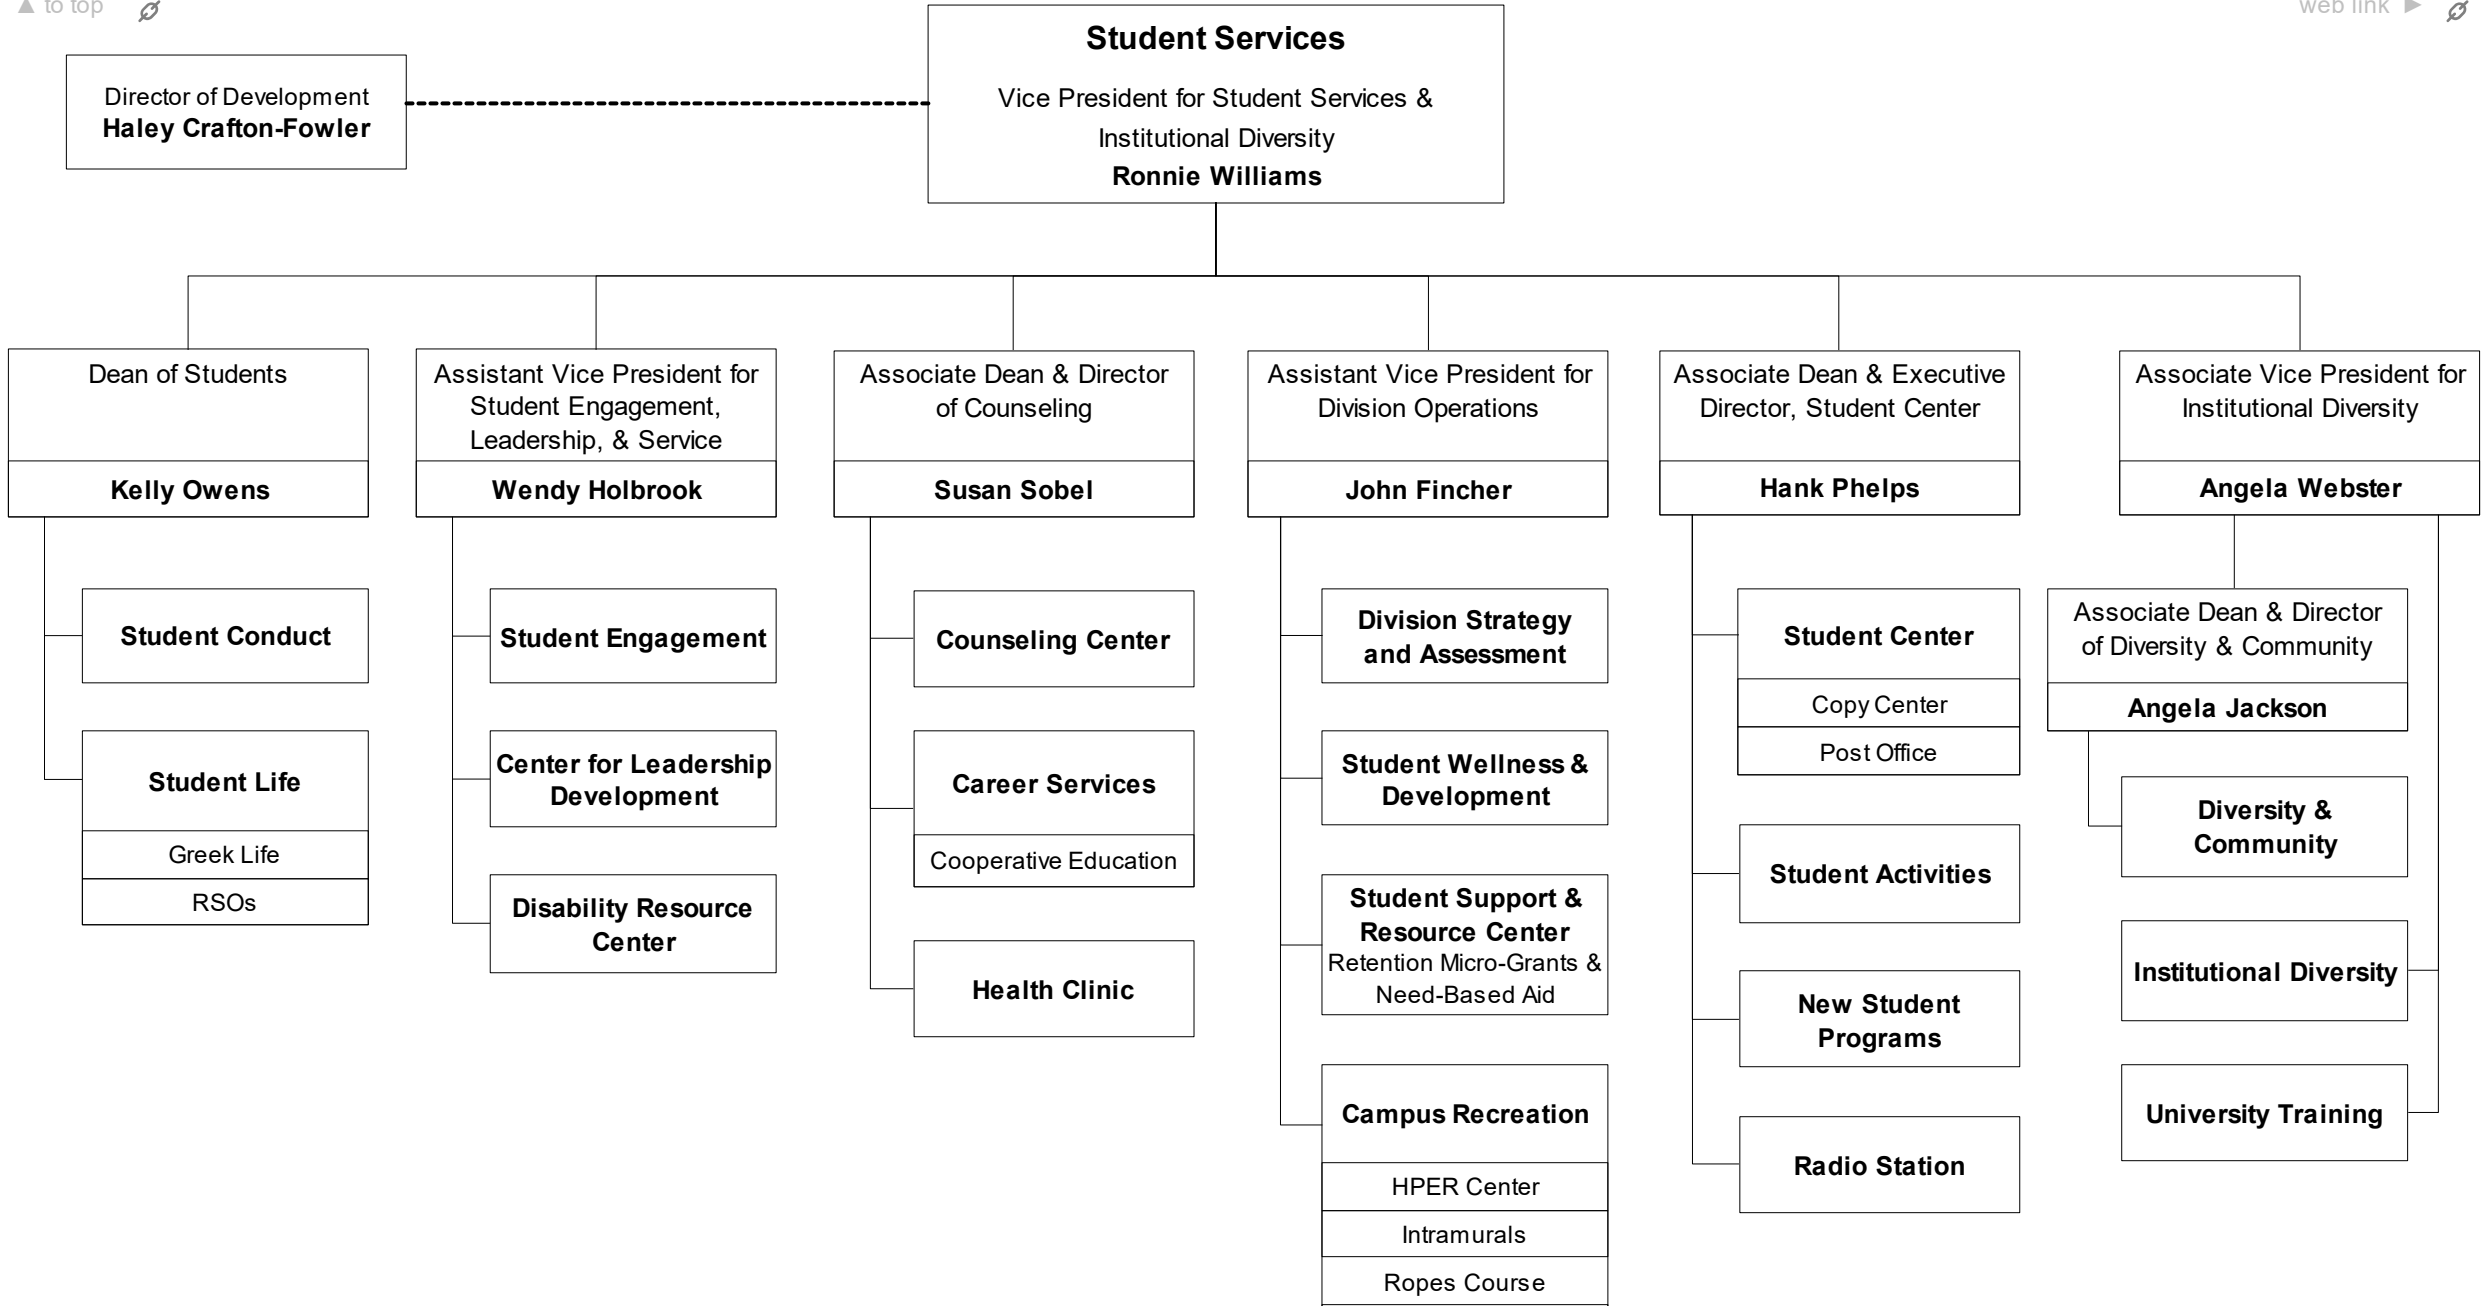 ▲ to top
web link ►
Student Services
Vice President for Student Services &
Institutional Diversity
Ronnie Williams
Director of Development
Haley Crafton-Fowler
Dean of Students
Kelly Owens
Student Conduct
Student Life
Greek Life
RSOs
Assistant Vice President for
Student Engagement,
Leadership, & Service
Wendy Holbrook
Student Engagement
Center for Leadership
Development
Disability Resource
Center
Associate Dean & Director
of Counseling
Susan Sobel
Counseling Center
Career Services
Cooperative Education
Health Clinic
Assistant Vice President for
Division Operations
John Fincher
Division Strategy
and Assessment
Student Wellness &
Development
Student Support &
Resource Center
Retention Micro-Grants &
Need-Based Aid
Campus Recreation
HPER Center
Intramurals
Ropes Course
Associate Dean & Executive
Director, Student Center
Hank Phelps
Student Center
Copy Center
Post Office
Student Activities
New Student
Programs
Radio Station
Associate Vice President for
Institutional Diversity
Angela Webster
Associate Dean & Director
of Diversity & Community
Angela Jackson
Diversity &
Community
Institutional Diversity
University Training